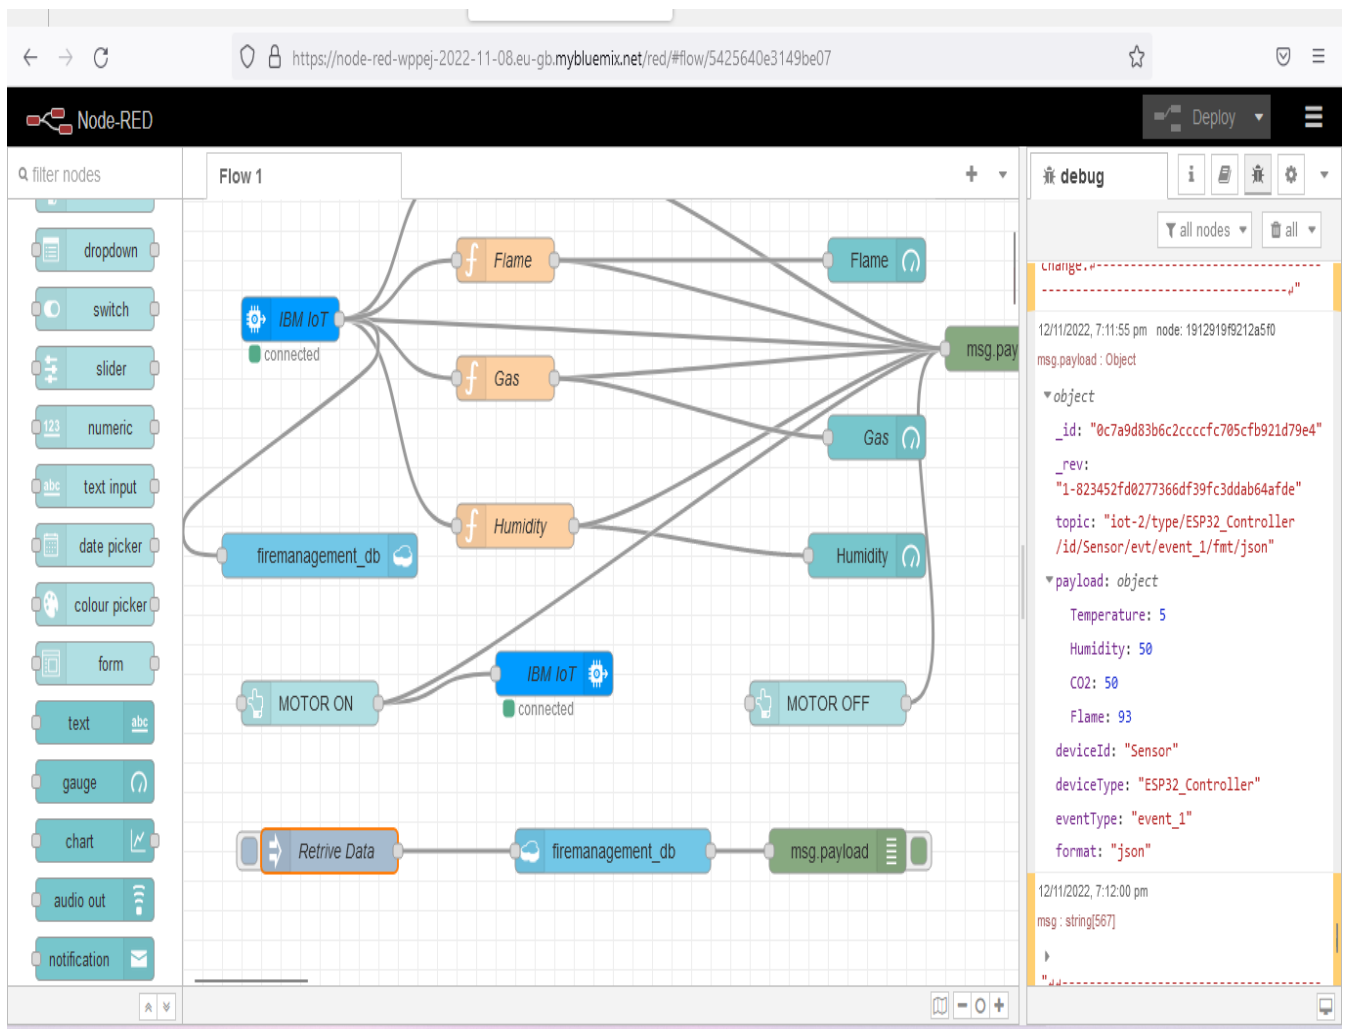 https://node-red-wppej-2022-11-08.eu-gb.mybluemix.net/red/#flow/5425640e3149be07
Node-RED
Deploy
filter nodes
Flow 1
debug
i
all nodes
all
dropdown
switch
slider
123 numeric
abc text input
date picker
colour picker
form
text abc
gauge
chart
audio out
notification
Flame
Flame
IBM IoT
connected
msg.pay
Gas
Gas
Humidity
Humidity
firemanagement_db
IBM IoT
connected
MOTOR ON
MOTOR OFF
Retrive Data
firemanagement_db
msg.payload
change.↵---------------------------------
------------------------------------↵"
12/11/2022, 7:11:55 pm node: 1912919f9212a5f0
msg.payload : Object
object
_id: "0c7a9d83b6c2ccccfc705cfb921d79e4"
_rev:
"1-823452fd0277366df39fc3ddab64afde"
topic: "iot-2/type/ESP32_Controller
/id/Sensor/evt/event_1/fmt/json"
payload: object
Temperature: 5
Humidity: 50
CO2: 50
Flame: 93
deviceId: "Sensor"
deviceType: "ESP32_Controller"
eventType: "event_1"
format: "json"
12/11/2022, 7:12:00 pm
msg : string[567]